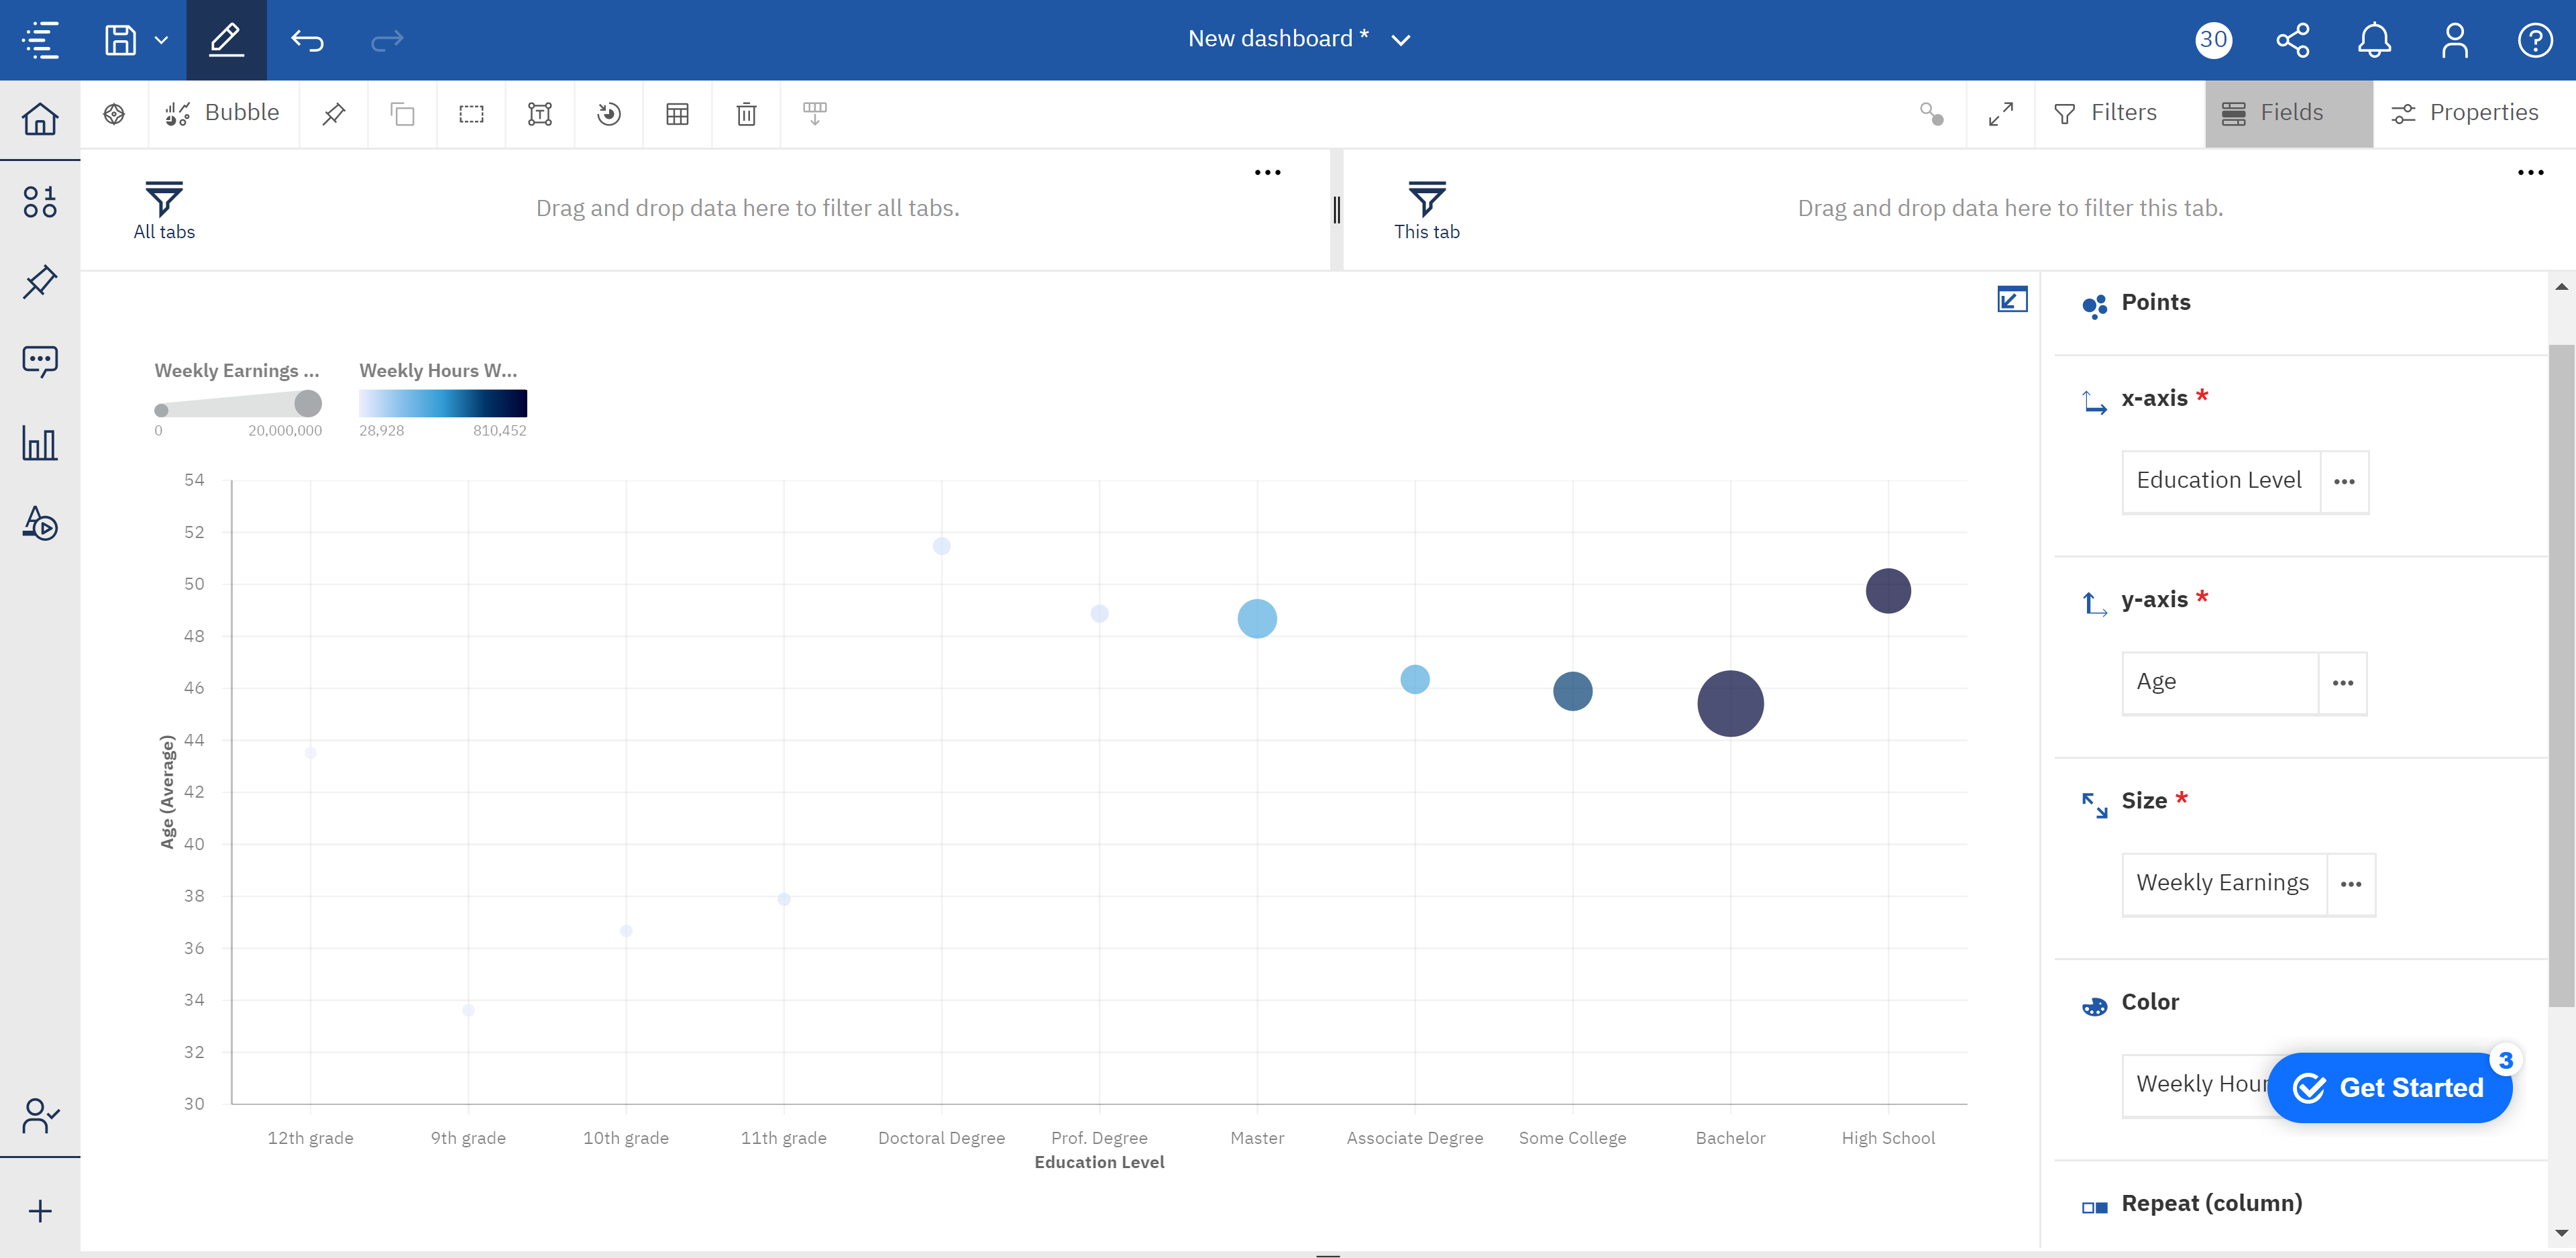 New dashboard *
30
Bubble
Filters
Fields
Properties
All tabs
Drag and drop data here to filter all tabs.
This tab
Drag and drop data here to filter this tab.
Weekly Earnings ...
0
20,000,000
Weekly Hours W...
28,928
810,452
54
52
50
48
46
44
42
40
38
36
34
32
30
Age (Average)
12th grade
9th grade
10th grade
11th grade
Doctoral Degree
Prof. Degree
Master
Associate Degree
Some College
Bachelor
High School
Education Level
Points
x-axis *
Education Level
y-axis *
Age
Size *
Weekly Earnings
Color
Weekly Hour
Get Started
3
Repeat (column)